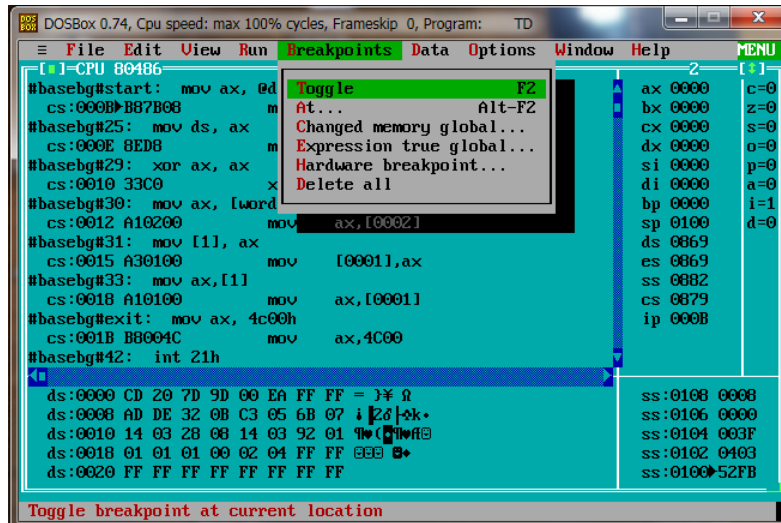 DOSBox 0.74, Cpu speed: max 100% cycles, Frameskip 0, Program: TD
≡ File Edit View Run Breakpoints Data Options Window Help MENU
[■]=CPU 80486 2 [↕]
#basebg#start: mov ax, @d Toggle F2 ax 0000 c=0
cs:000B►B87B08 m At... Alt-F2 bx 0000 z=0
#basebg#25: mov ds, ax Changed memory global... cx 0000 s=0
cs:000E 8ED8 m Expression true global... dx 0000 o=0
#basebg#29: xor ax, ax Hardware breakpoint... si 0000 p=0
cs:0010 33C0 x Delete all di 0000 a=0
#basebg#30: mov ax, [word bp 0000 i=1
cs:0012 A10200 mov ax,[0002] sp 0100 d=0
#basebg#31: mov [1], ax ds 0869
cs:0015 A30100 mov [0001],ax es 0869
#basebg#33: mov ax,[1] ss 0882
cs:0018 A10100 mov ax,[0001] cs 0879
#basebg#exit: mov ax, 4c00h ip 000B
cs:001B B8004C mov ax,4C00
#basebg#42: int 21h
ds:0000 CD 20 7D 9D 00 EA FF FF = }¥ Ω ss:0108 0008
ds:0008 AD DE 32 0B C3 05 6B 07 ss:0106 0000
ds:0010 14 03 28 08 14 03 92 01 ss:0104 003F
ds:0018 01 01 01 00 02 04 FF FF ss:0102 0403
ds:0020 FF FF FF FF FF FF FF FF ss:0100►52FB
Toggle breakpoint at current location